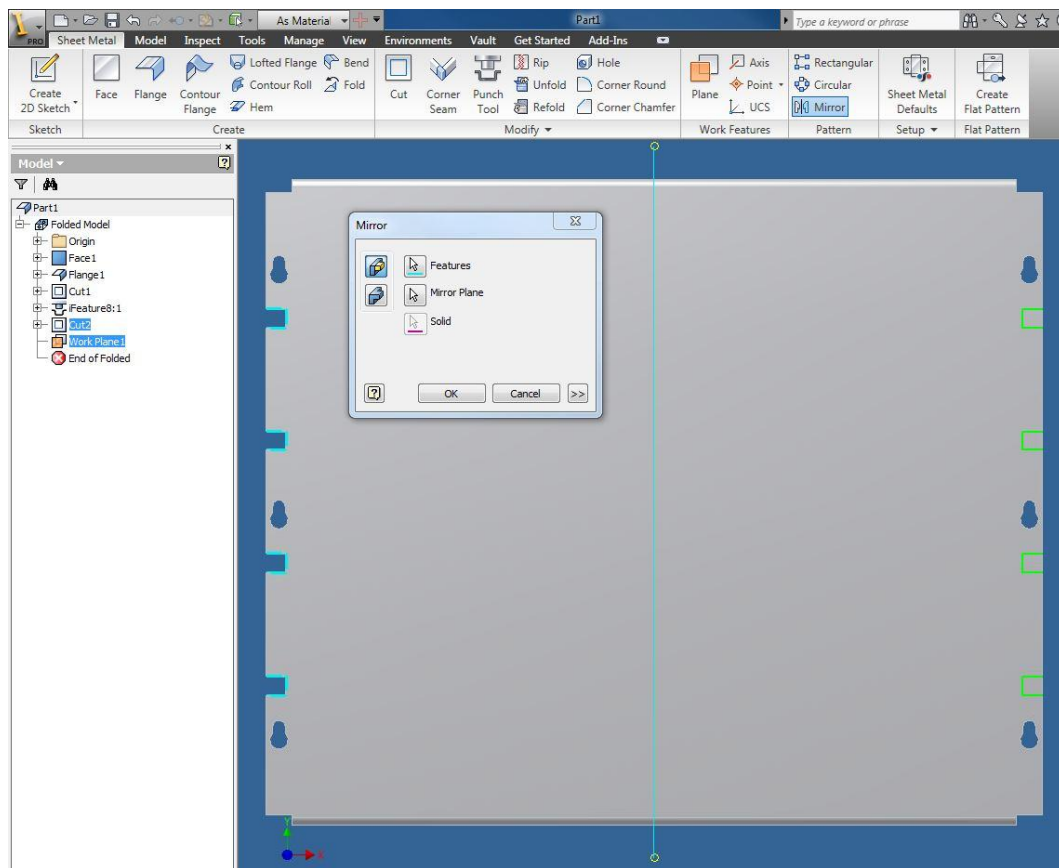 As Material
Part1
Type a keyword or phrase
PRO
Sheet Metal Model Inspect Tools Manage View Environments Vault Get Started Add-Ins
Create 2D Sketch
Face
Flange
Contour Flange
Lofted Flange
Contour Roll
Hem
Bend
Fold
Cut
Corner Seam
Punch Tool
Rip
Unfold
Refold
Hole
Corner Round
Corner Chamfer
Plane
Axis
Point
UCS
Rectangular
Circular
Mirror
Sheet Metal Defaults
Create Flat Pattern
Sketch
Create
Modify
Work Features
Pattern
Setup
Flat Pattern
Model
Part1
Folded Model
Origin
Face1
Flange1
Cut1
iFeature8:1
Cut2
Work Plane1
End of Folded
Mirror
Features
Mirror Plane
Solid
OK Cancel >>
Y
X